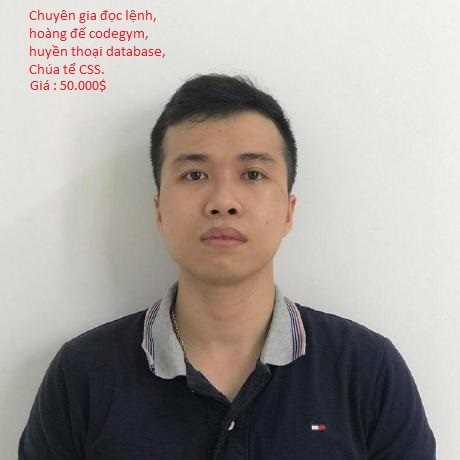 Chuyên gia đọc lệnh,
hoàng đế codegym,
huyền thoại database,
Chúa tể CSS.
Giá : 50.000$